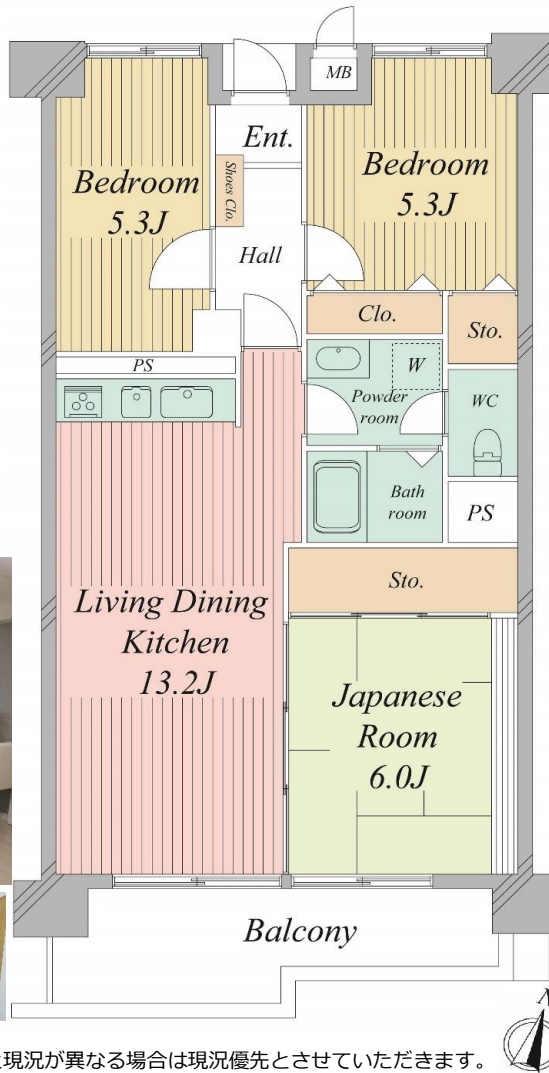 MB
Ent.
Bedroom
5.3J
Shoes Clo.
Bedroom
5.3J
Hall
Clo.
Sto.
PS
W
Powder
room
WC
Bath
room
PS
Sto.
Living Dining
Kitchen
13.2J
Japanese
Room
6.0J
Balcony
N
現況が異なる場合は現況優先とさせていただきます。